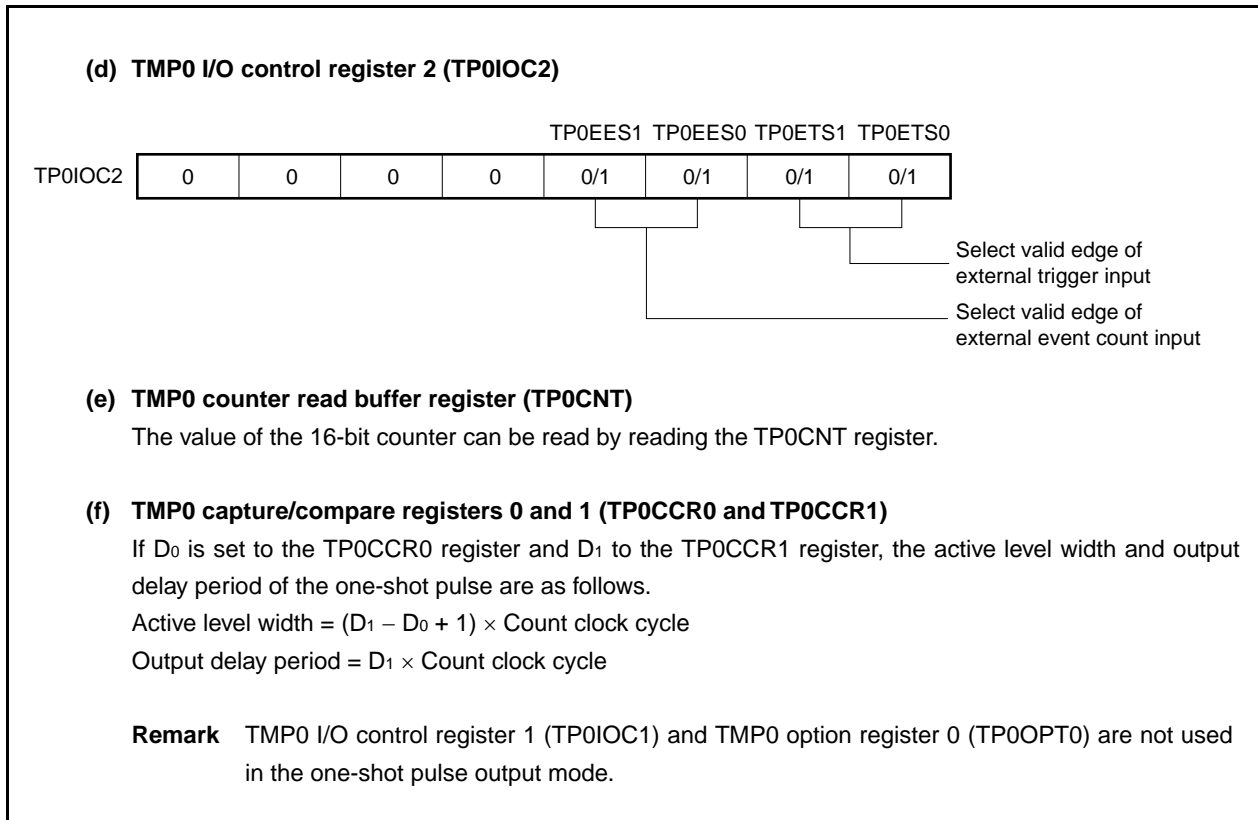 (d) TMP0 I/O control register 2 (TP0IOC2)
TP0EES1 TP0EES0 TP0ETS1 TP0ETS0
TP0IOC2 0 0 0 0 0/1 0/1 0/1 0/1
Select valid edge of
external trigger input
Select valid edge of
external event count input
(e) TMP0 counter read buffer register (TP0CNT)
The value of the 16-bit counter can be read by reading the TP0CNT register.
(f) TMP0 capture/compare registers 0 and 1 (TP0CCR0 and TP0CCR1)
If D0 is set to the TP0CCR0 register and D1 to the TP0CCR1 register, the active level width and output
delay period of the one-shot pulse are as follows.
Active level width = (D1 − D0 + 1) × Count clock cycle
Output delay period = D1 × Count clock cycle
Remark TMP0 I/O control register 1 (TP0IOC1) and TMP0 option register 0 (TP0OPT0) are not used
in the one-shot pulse output mode.